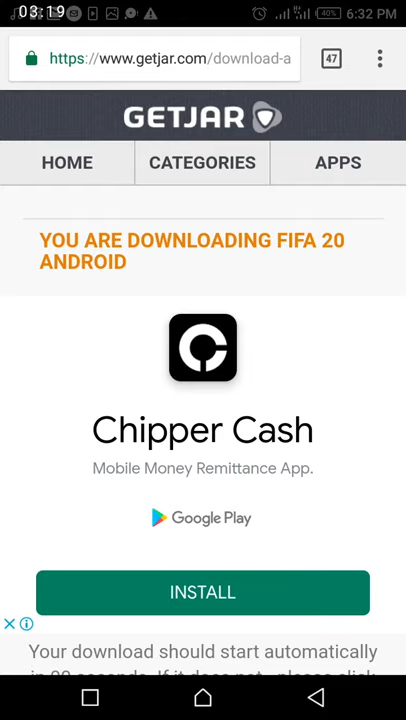 03:19
40% 6:32 PM
https://www.getjar.com/download-a
47
GETJAR
HOME CATEGORIES APPS
YOU ARE DOWNLOADING FIFA 20
ANDROID
Chipper Cash
Mobile Money Remittance App.
Google Play
INSTALL
Your download should start automatically